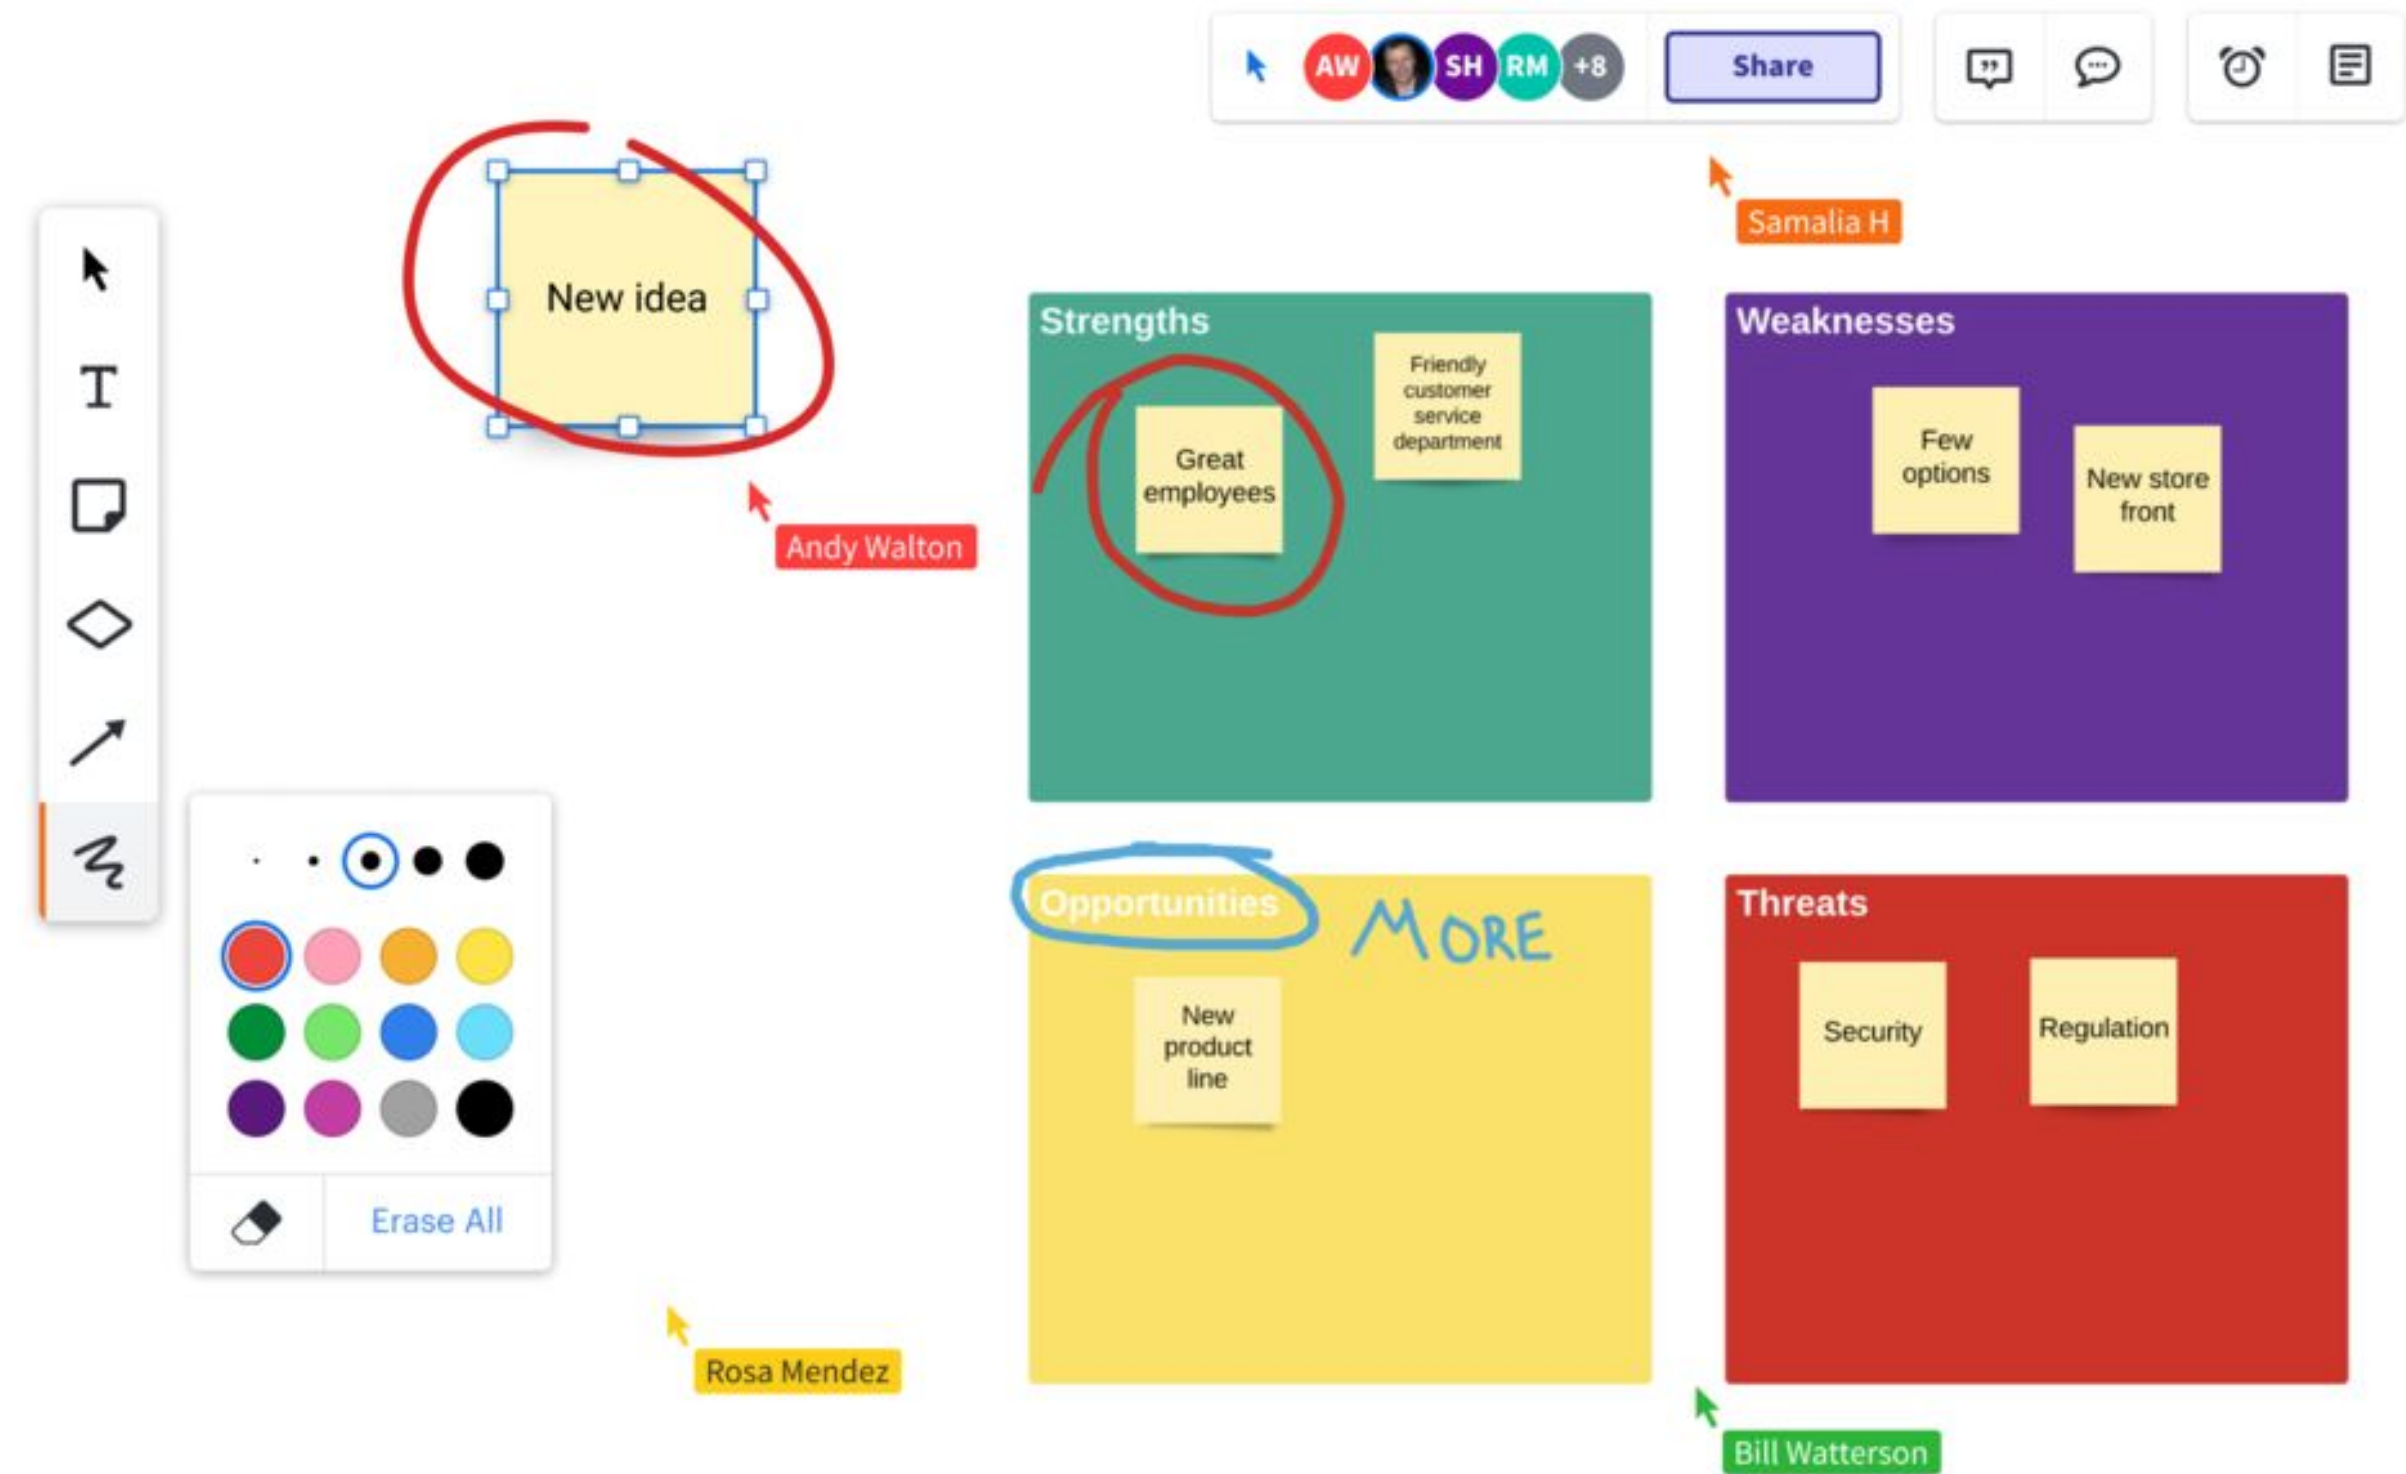 AW
SH
RM
+8
Share
Samalia H
New idea
Andy Walton
Strengths
Great
employees
Friendly
customer
service
department
Weaknesses
Few
options
New store
front
Opportunities
MORE
New
product
line
Threats
Security
Regulation
Erase All
Rosa Mendez
Bill Watterson